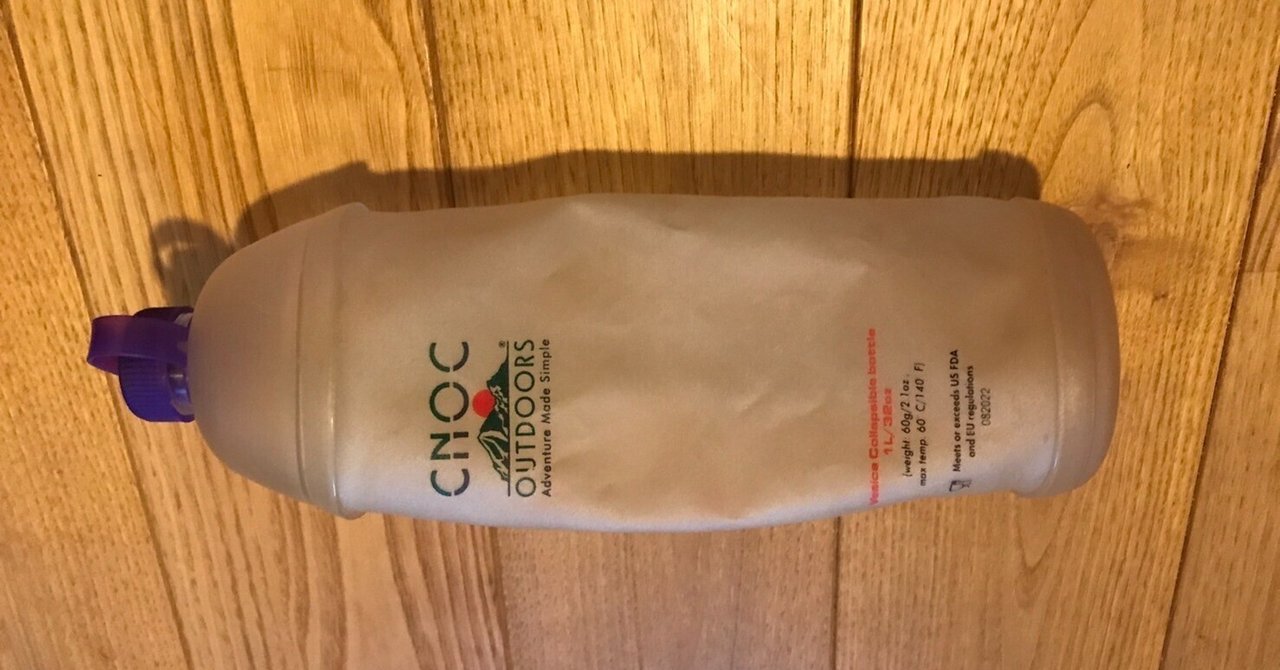 CNOC
OUTDOORS®
Adventure Made Simple
Vesica Collapsible bottle
1L/32oz
(weight: 60g/2.1oz,
max temp. 60°C/140°F)
Meets or exceeds US FDA
and EU regulations
082022